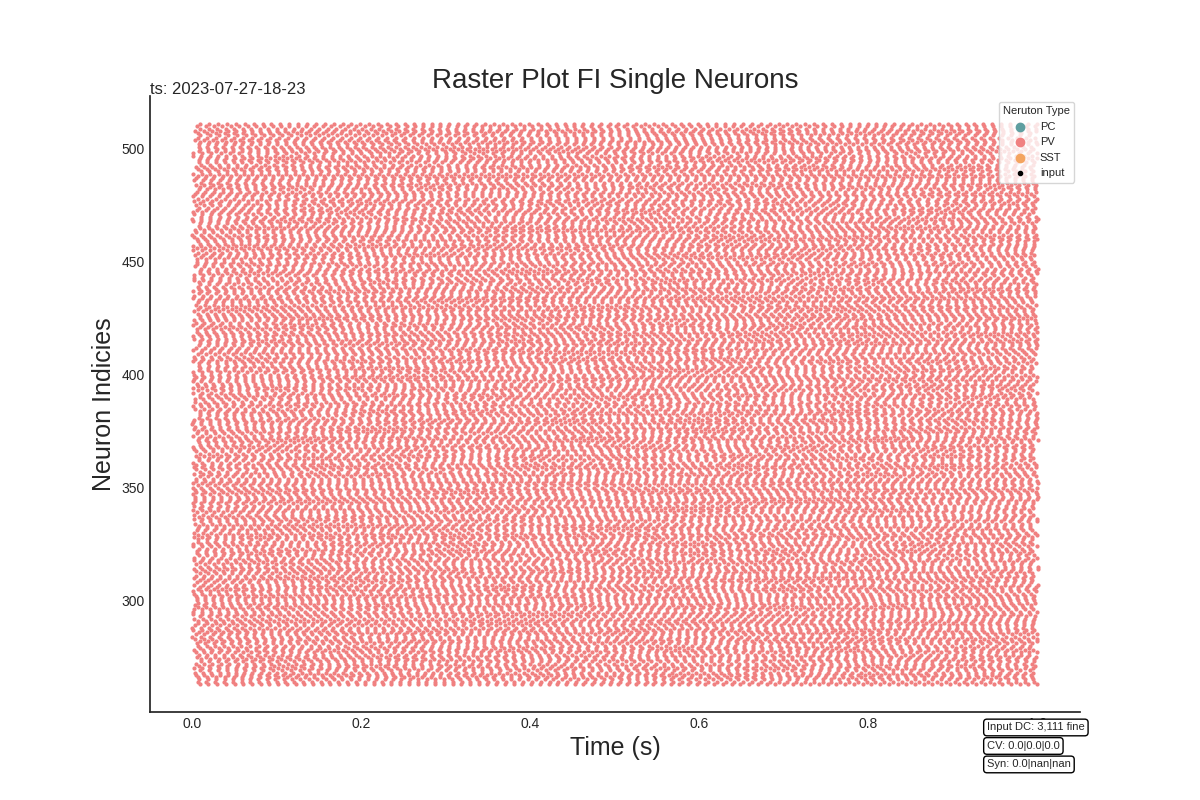 Raster Plot FI Single Neurons
ts: 2023-07-27-18-23
Neruton Type
PC
PV
SST
input
500
450
400
350
300
Neuron Indicies
0.0 0.2 0.4 0.6 0.8
Time (s)
Input DC: 3,111 fine
CV: 0.0|0.0|0.0
Syn: 0.0|nan|nan